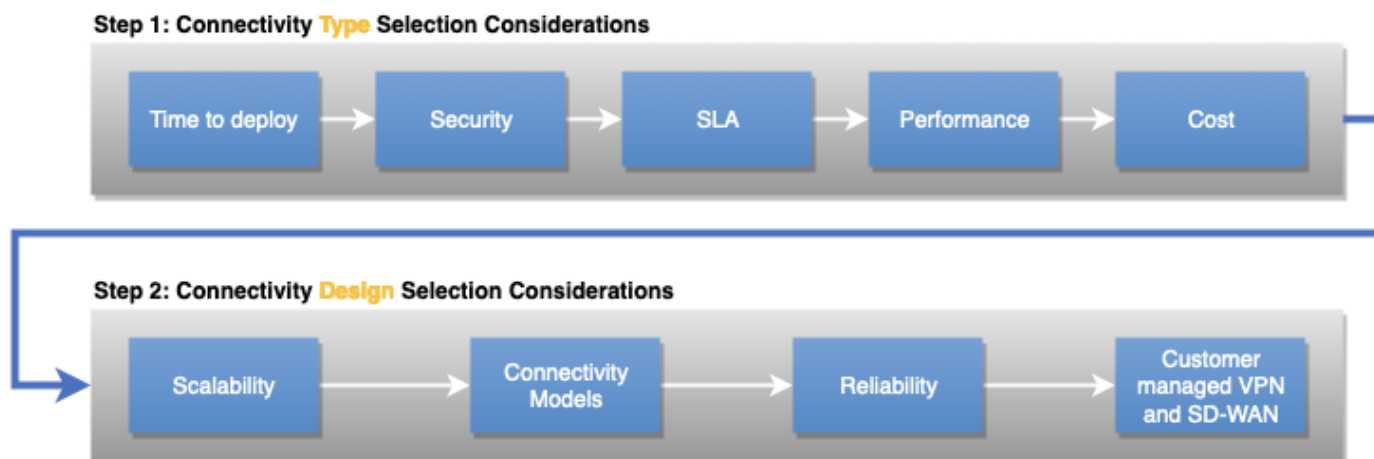 Step 1: Connectivity Type Selection Considerations
Time to deploy
Security
SLA
Performance
Cost
Step 2: Connectivity Design Selection Considerations
Scalability
Connectivity
Models
Reliability
Customer
managed VPN
and SD-WAN